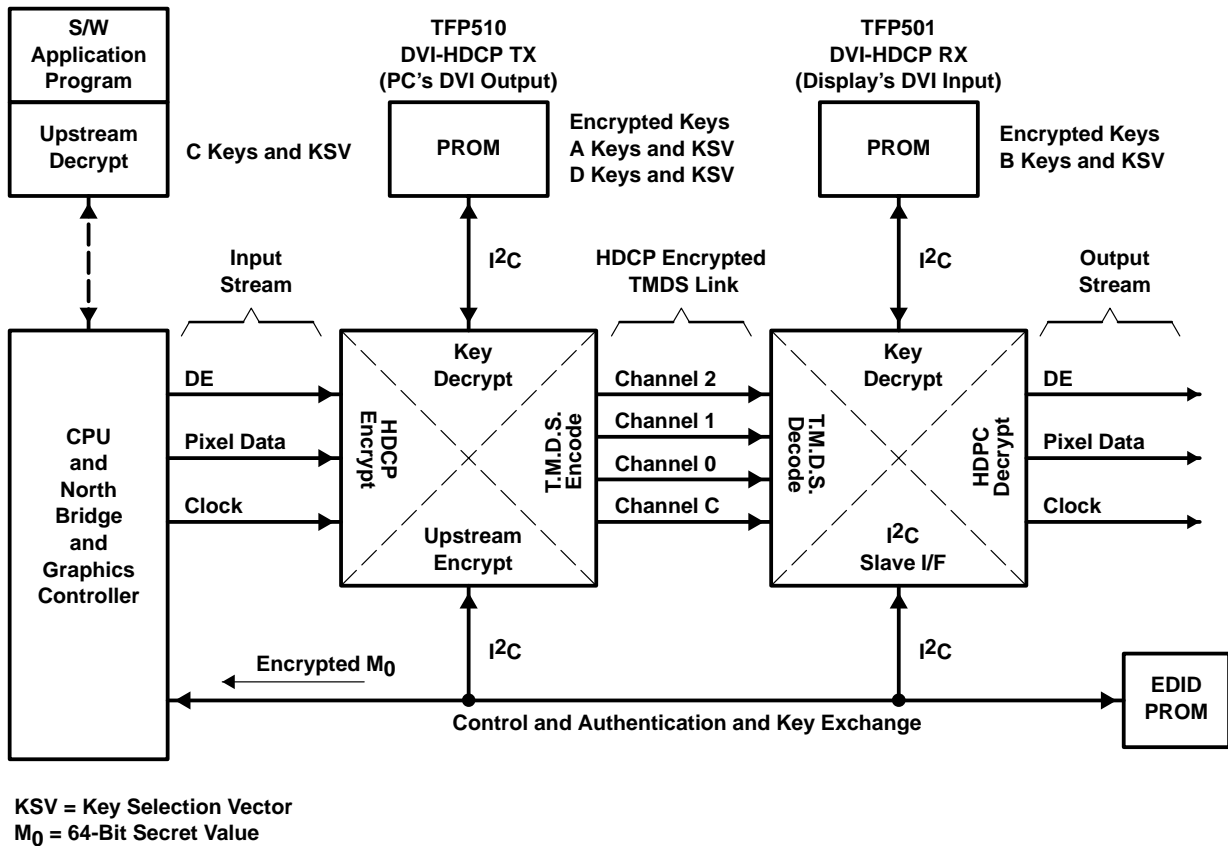 S/W
Application
Program
Upstream
Decrypt
C Keys and KSV
TFP510
DVI-HDCP TX
(PC's DVI Output)
PROM
Encrypted Keys
A Keys and KSV
D Keys and KSV
TFP501
DVI-HDCP RX
(Display's DVI Input)
PROM
Encrypted Keys
B Keys and KSV
Input
Stream
I2C
HDCP Encrypted
TMDS Link
I2C
Output
Stream
CPU
and
North
Bridge
and
Graphics
Controller
DE
Pixel Data
Clock
Key
Decrypt
HDCP
Encrypt
T.M.D.S.
Encode
Upstream
Encrypt
Channel 2
Channel 1
Channel 0
Channel C
Key
Decrypt
T.M.D.S.
Decode
HDPC
Decrypt
I2C
Slave I/F
DE
Pixel Data
Clock
Encrypted M0
I2C
I2C
Control and Authentication and Key Exchange
EDID
PROM
KSV = Key Selection Vector
M0 = 64-Bit Secret Value